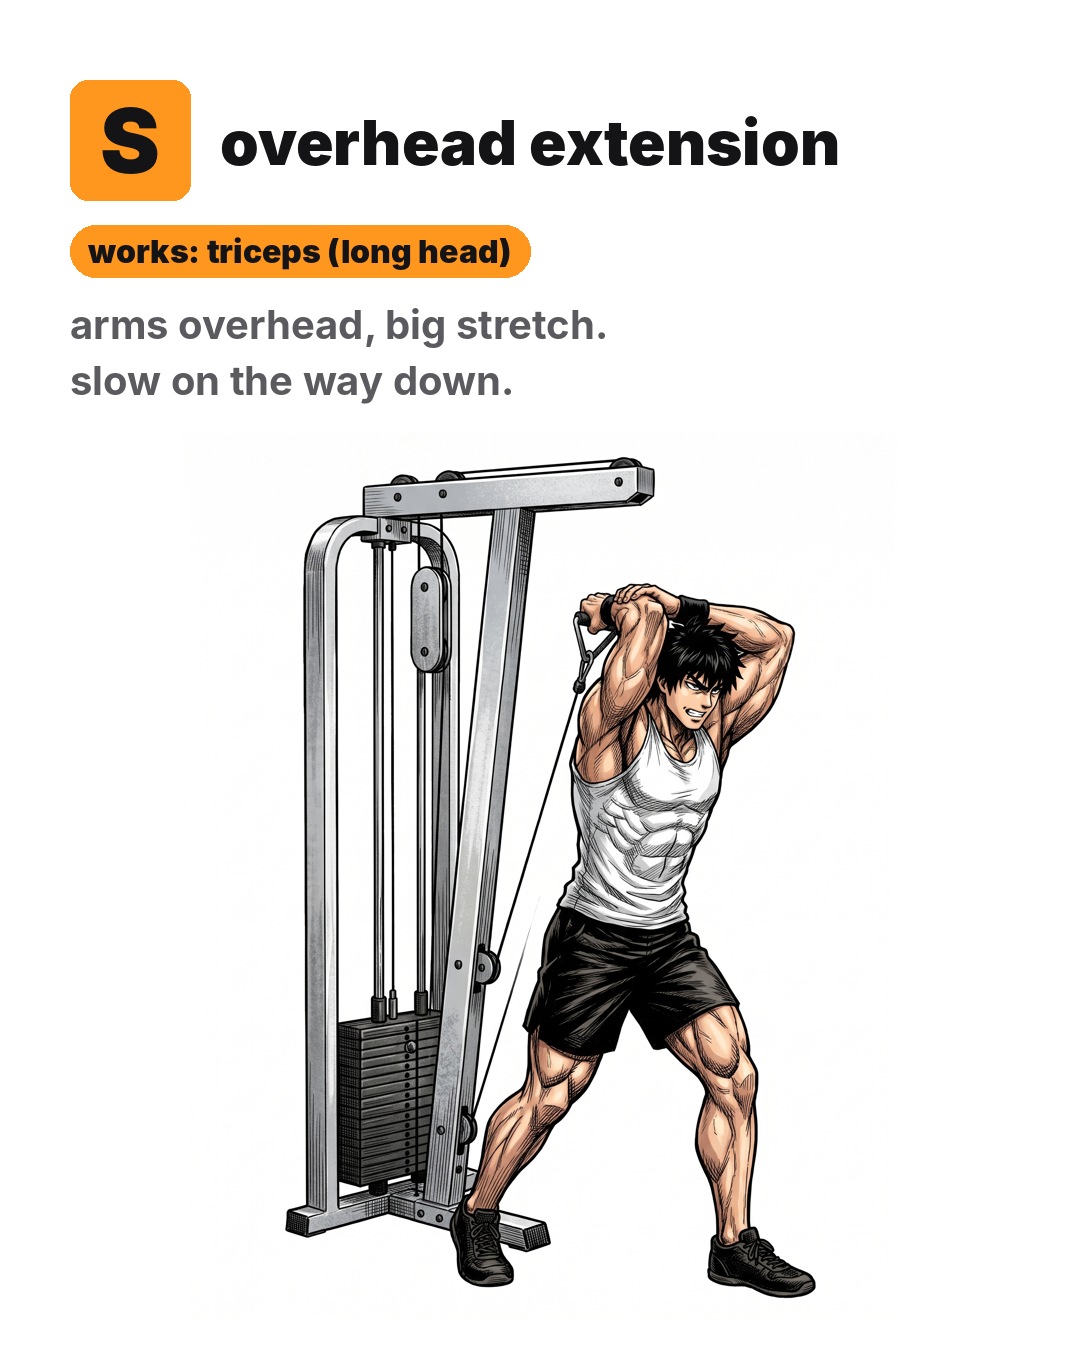 S overhead extension
works: triceps (long head)
arms overhead, big stretch.
slow on the way down.